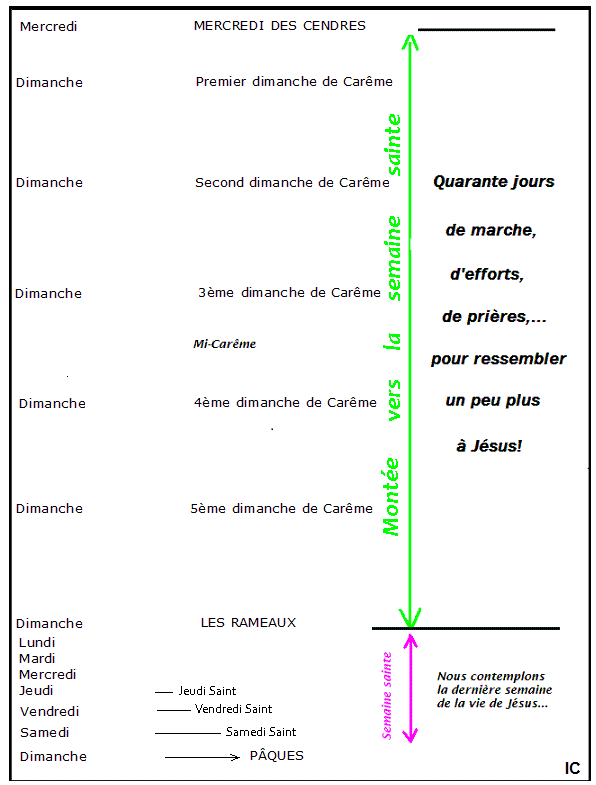 Mercredi MERCREDI DES CENDRES
Dimanche Premier dimanche de Carême
Dimanche Second dimanche de Carême
Dimanche 3ème dimanche de Carême
Mi-Carême
Dimanche 4ème dimanche de Carême
Dimanche 5ème dimanche de Carême
Dimanche LES RAMEAUX
Montée vers la semaine sainte
Quarante jours
de marche,
d'efforts,
de prières,...
pour ressembler
un peu plus
à Jésus!
Lundi
Mardi
Mercredi
Jeudi Jeudi Saint
Vendredi Vendredi Saint
Samedi Samedi Saint
Dimanche PÂQUES
Semaine sainte
Nous contemplons
la dernière semaine
de la vie de Jésus...
IC